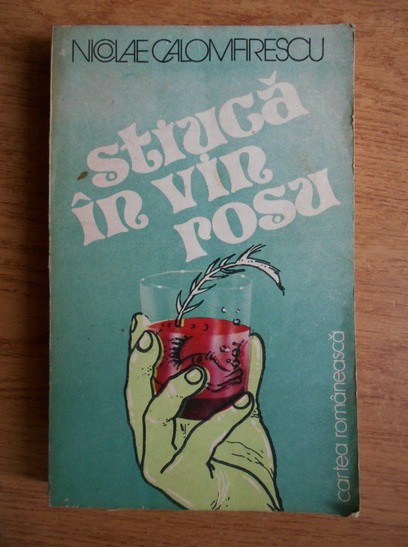 NICOLAE CALOMFIRESCU
știucă
în vin
roșu
cartea românească